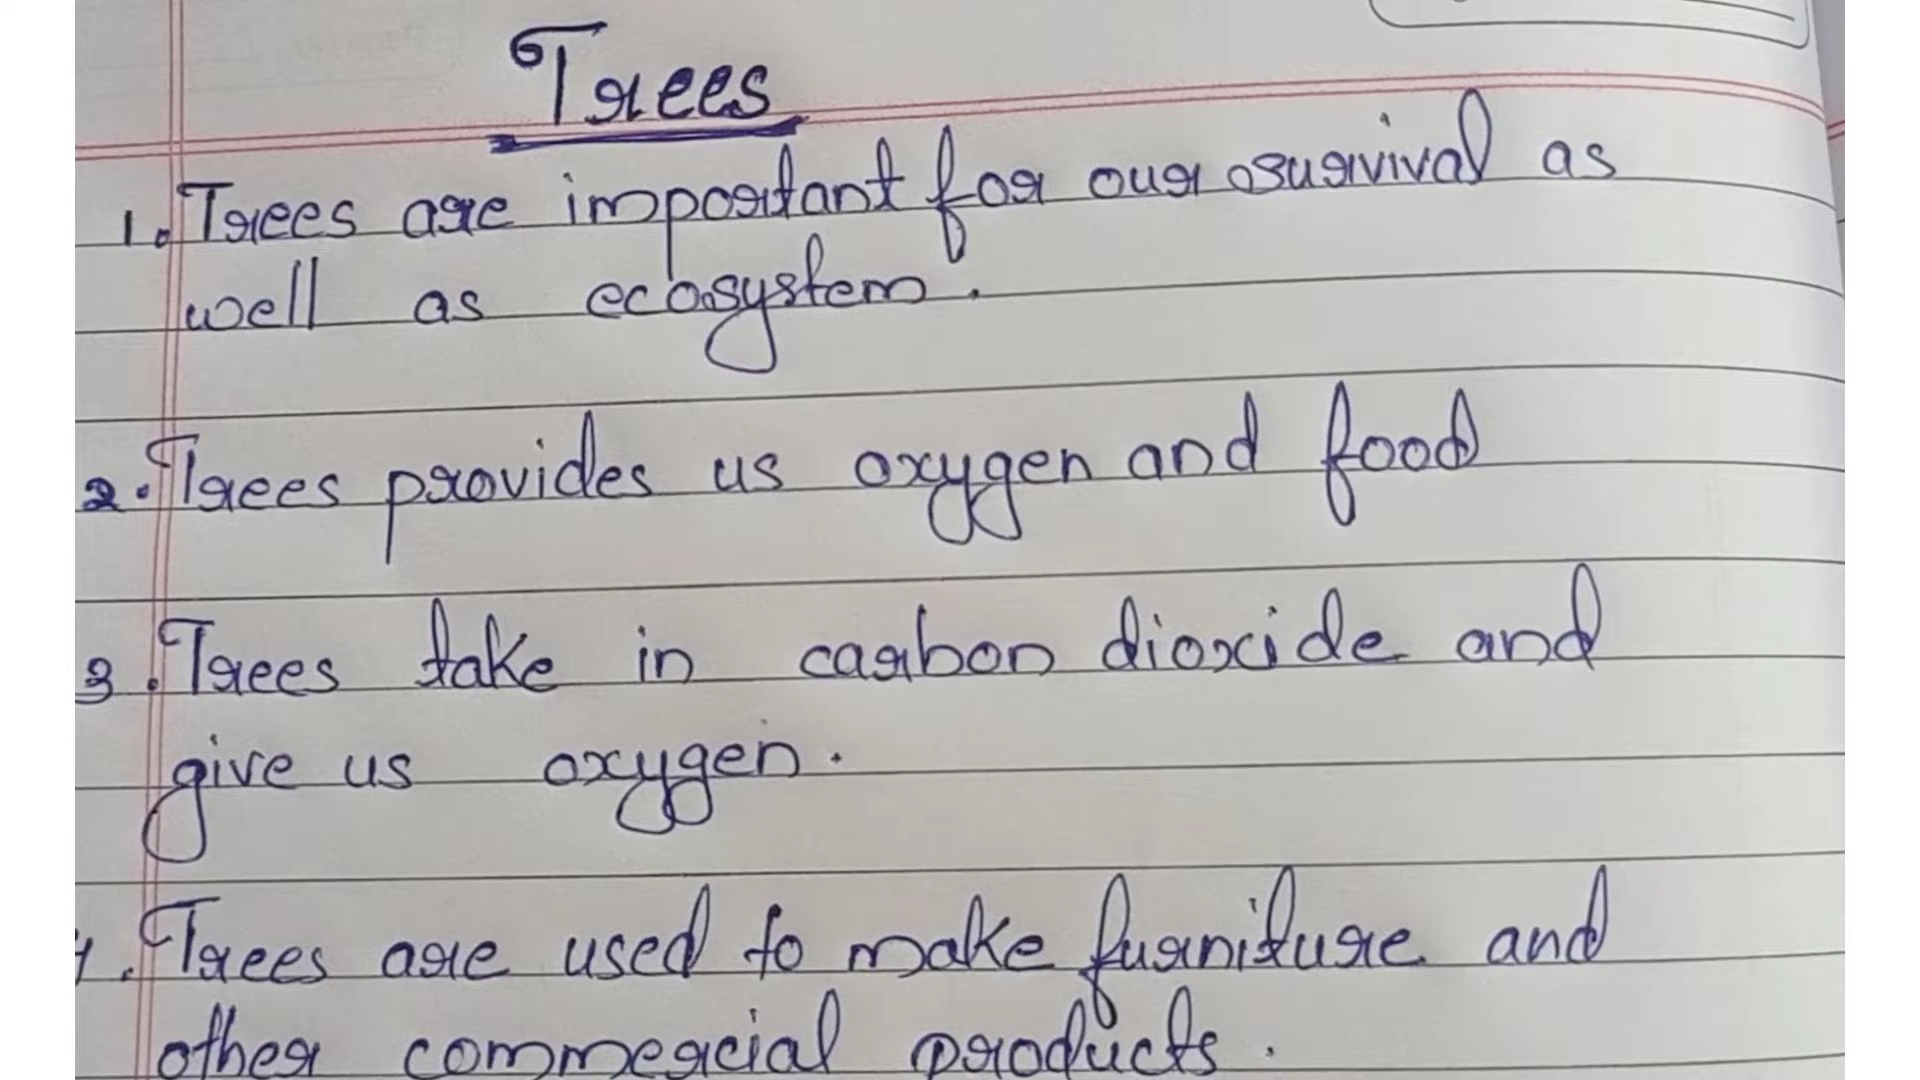 Trees
1. Trees are important for our survival as
well as ecosystem.
2. Trees provides us oxygen and food
3. Trees take in carbon dioxide and
give us oxygen.
4. Trees are used to make furniture and
other commercial products.